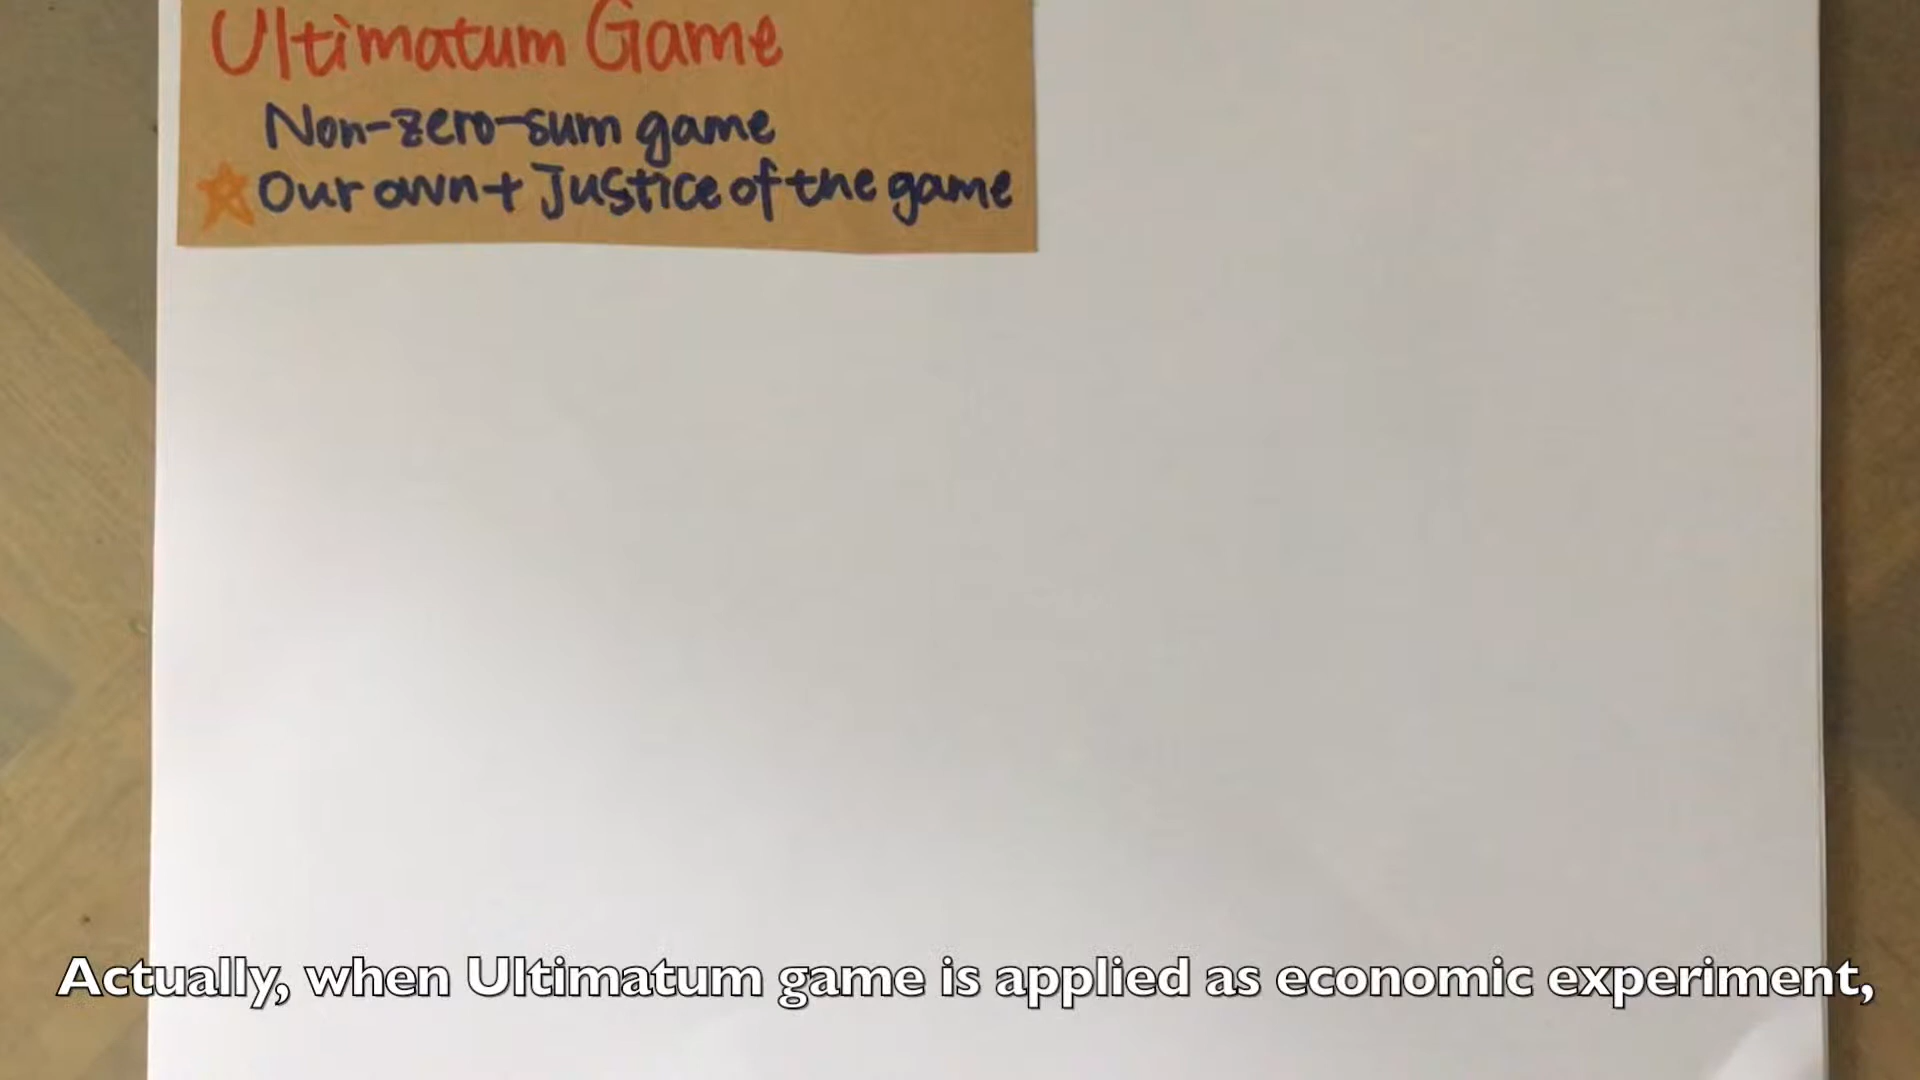 Ultimatum Game
Non-zero-sum game
Our own + Justice of the game
Actually, when Ultimatum game is applied as economic experiment,